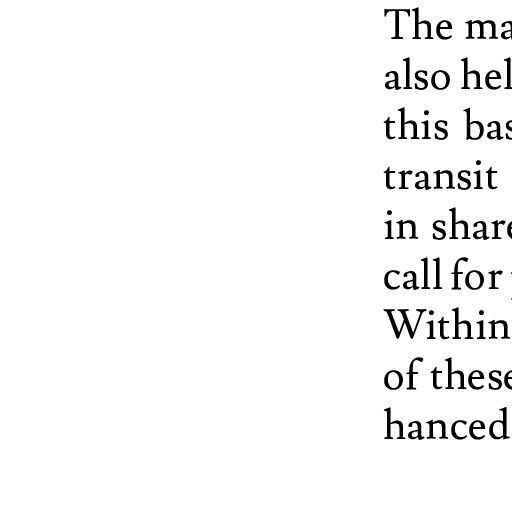 The ma
also hel
this bas
transit
in share
call for
Within
of these
hanced